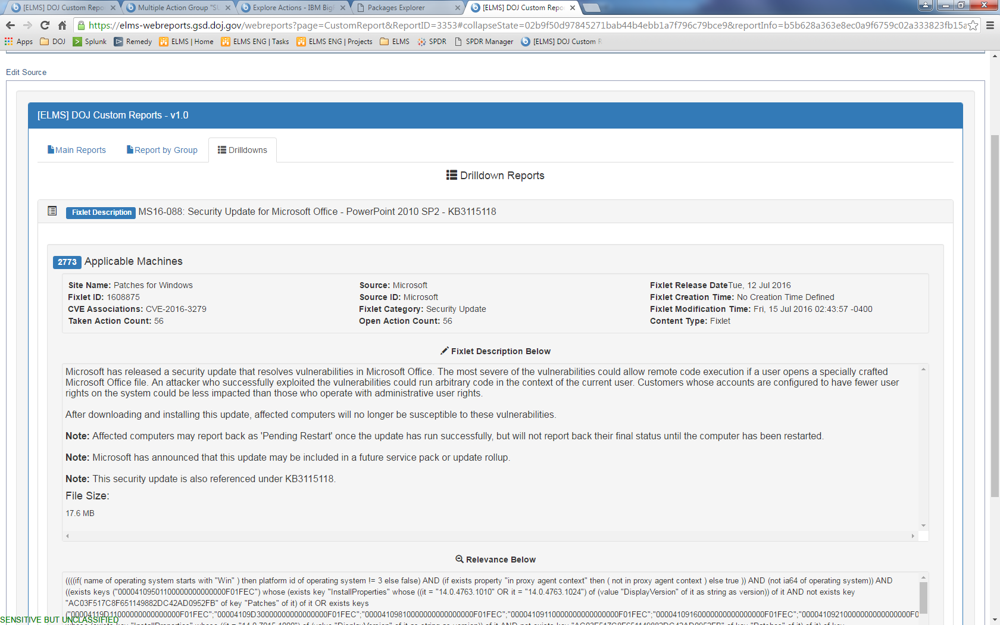 [ELMS] DOJ Custom Repo
Multiple Action Group "SU
Explore Actions - IBM Bigl
Packages Explorer
[ELMS] DOJ Custom Repo
https://elms-webreports.gsd.doj.gov/webreports?page=CustomReport&ReportID=3353#collapseState=02b9f50d97845271bab44b4ebb1a7f796c79bce9&reportInfo=b5b628a363e8ec0a9f6759c02a333823fb15a
Apps DOJ Splunk Remedy ELMS | Home ELMS ENG | Tasks ELMS ENG | Projects ELMS SPDR SPDR Manager [ELMS] DOJ Custom R
Edit Source
[ELMS] DOJ Custom Reports - v1.0
Main Reports Report by Group Drilldowns
Drilldown Reports
Fixlet Description MS16-088: Security Update for Microsoft Office - PowerPoint 2010 SP2 - KB3115118
2773 Applicable Machines
Site Name: Patches for Windows Source: Microsoft Fixlet Release DateTue, 12 Jul 2016
Fixlet ID: 1608875 Source ID: Microsoft Fixlet Creation Time: No Creation Time Defined
CVE Associations: CVE-2016-3279 Fixlet Category: Security Update Fixlet Modification Time: Fri, 15 Jul 2016 02:43:57 -0400
Taken Action Count: 56 Open Action Count: 56 Content Type: Fixlet
Fixlet Description Below
Microsoft has released a security update that resolves vulnerabilities in Microsoft Office. The most severe of the vulnerabilities could allow remote code execution if a user opens a specially crafted
Microsoft Office file. An attacker who successfully exploited the vulnerabilities could run arbitrary code in the context of the current user. Customers whose accounts are configured to have fewer user
rights on the system could be less impacted than those who operate with administrative user rights.
After downloading and installing this update, affected computers will no longer be susceptible to these vulnerabilities.
Note: Affected computers may report back as 'Pending Restart' once the update has run successfully, but will not report back their final status until the computer has been restarted.
Note: Microsoft has announced that this update may be included in a future service pack or update rollup.
Note: This security update is also referenced under KB3115118.
File Size:
17.6 MB
Relevance Below
((((if( name of operating system starts with "Win" ) then platform id of operating system != 3 else false) AND (if exists property "in proxy agent context" then ( not in proxy agent context ) else true )) AND (not ia64 of operating system)) AND
((exists keys ("00004109501100000000000000F01FEC") whose (exists key "InstallProperties" whose ((it = "14.0.4763.1010" OR it = "14.0.4763.1024") of (value "DisplayVersion" of it as string as version)) of it AND not exists key
"AC03F517C8F651149882DC42AD0952FB" of key "Patches" of it) of it OR exists keys
("00004119D11000000000000000F01FEC";"00004109D30000000000000000F01FEC";"00004109810000000000000000F01FEC";"00004109110000000000000000F01FEC";"00004109160000000000000000F01FEC";"00004109210000000000000000F0
SENSITIVE BUT UNCLASSIFIED